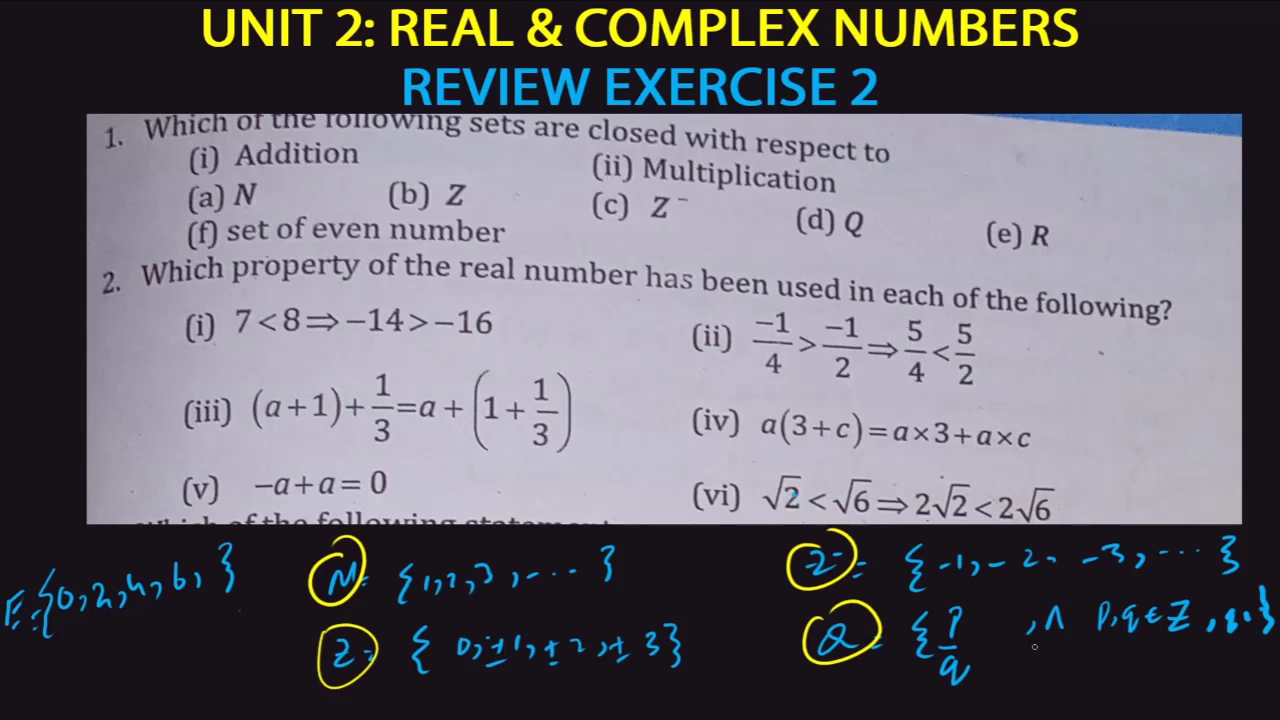 UNIT 2: REAL & COMPLEX NUMBERS
REVIEW EXERCISE 2
1. Which of the following sets are closed with respect to
(i) Addition (ii) Multiplication
(a) N (b) Z (c) Z⁻ (d) Q (e) R
(f) set of even number
2. Which property of the real number has been used in each of the following?
(i) 7<8⇒−14>−16 (ii) −1/4 > −1/2 ⇒ 5/4 < 5/2
(iii) (a+1)+1/3=a+(1+1/3) (iv) a(3+c)=a×3+a×c
(v) −a+a=0 (vi) √2<√6⇒2√2<2√6
of the following
E={0,2,4,6, } N= {1,2,3,....} Z⁻= {-1,-2,-3,....}
Z= {0,±1,±2,±3} Q= {p/q , ∧ p,q∈Z,